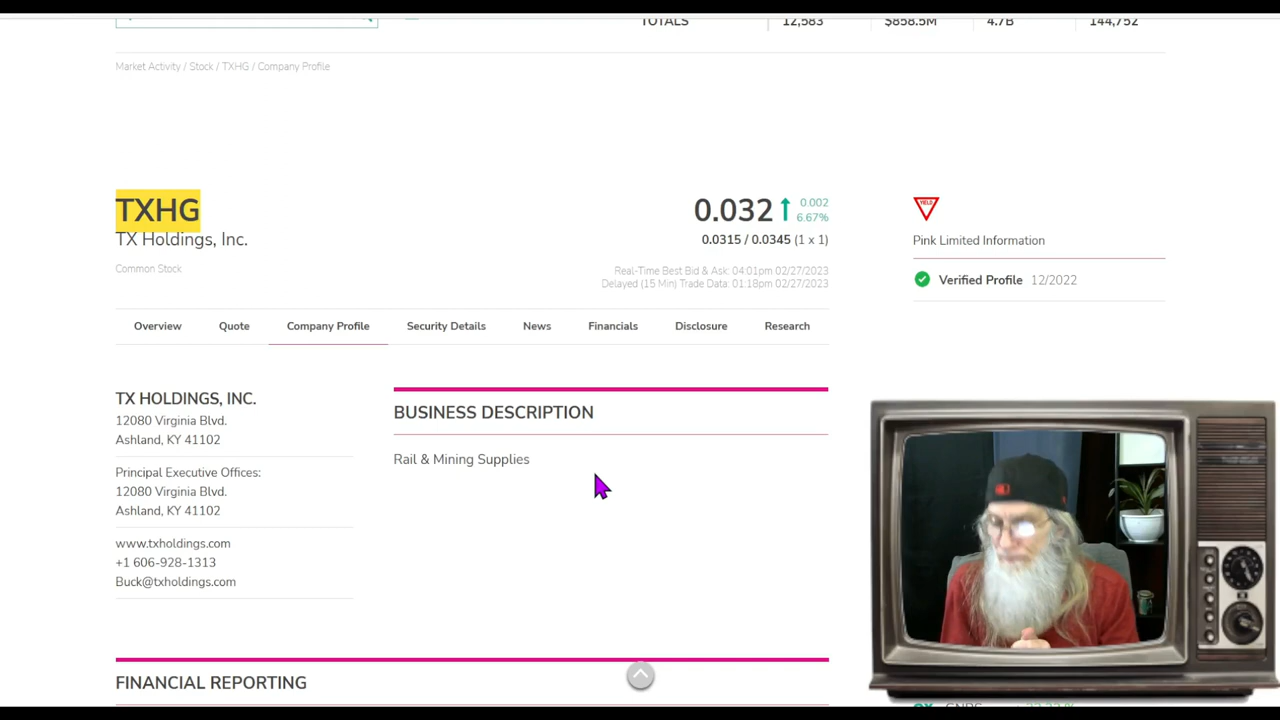 TOTALS 12,583 $858.5M 4.7B 144,752
Market Activity / Stock / TXHG / Company Profile
TXHG
TX Holdings, Inc.
Common Stock
0.032 0.002
6.67%
0.0315 / 0.0345 (1 x 1)
Real-Time Best Bid & Ask: 04:01pm 02/27/2023
Delayed (15 Min) Trade Data: 01:18pm 02/27/2023
YIELD
Pink Limited Information
Verified Profile 12/2022
Overview Quote Company Profile Security Details News Financials Disclosure Research
TX HOLDINGS, INC.
12080 Virginia Blvd.
Ashland, KY 41102
Principal Executive Offices:
12080 Virginia Blvd.
Ashland, KY 41102
www.txholdings.com
+1 606-928-1313
Buck@txholdings.com
BUSINESS DESCRIPTION
Rail & Mining Supplies
FINANCIAL REPORTING